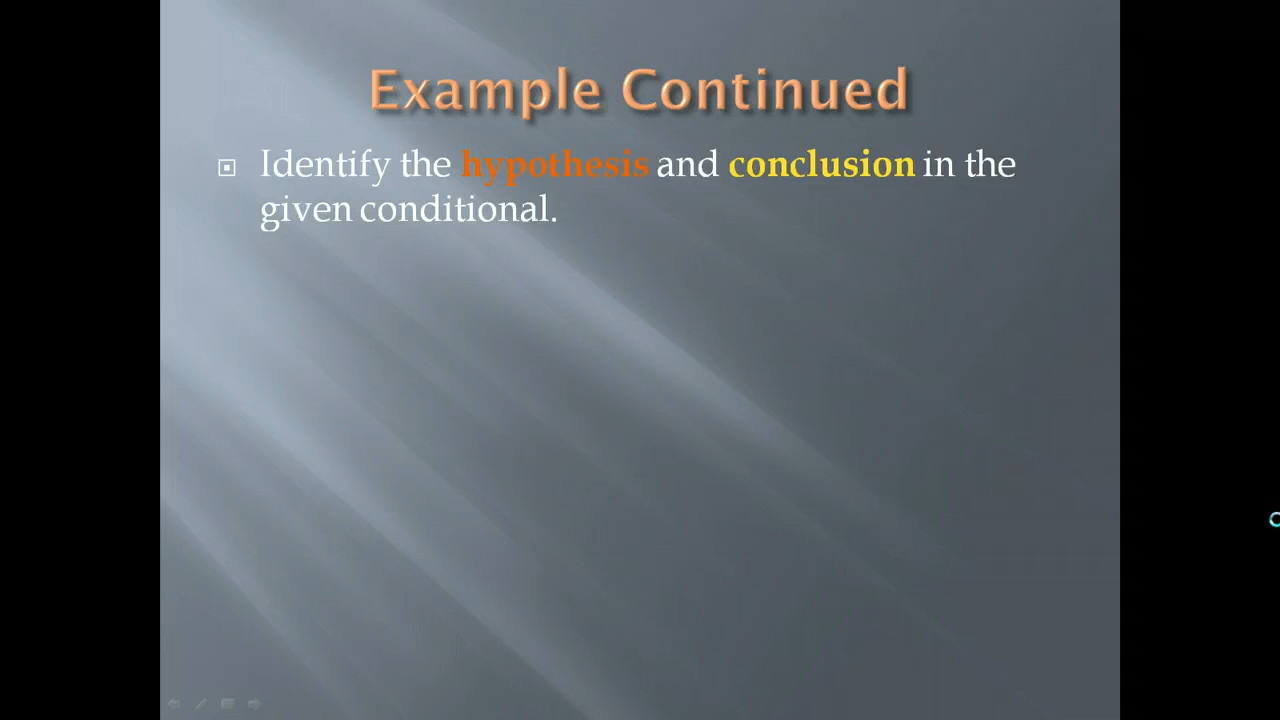 Example Continued
Identify the hypothesis and conclusion in the
given conditional.